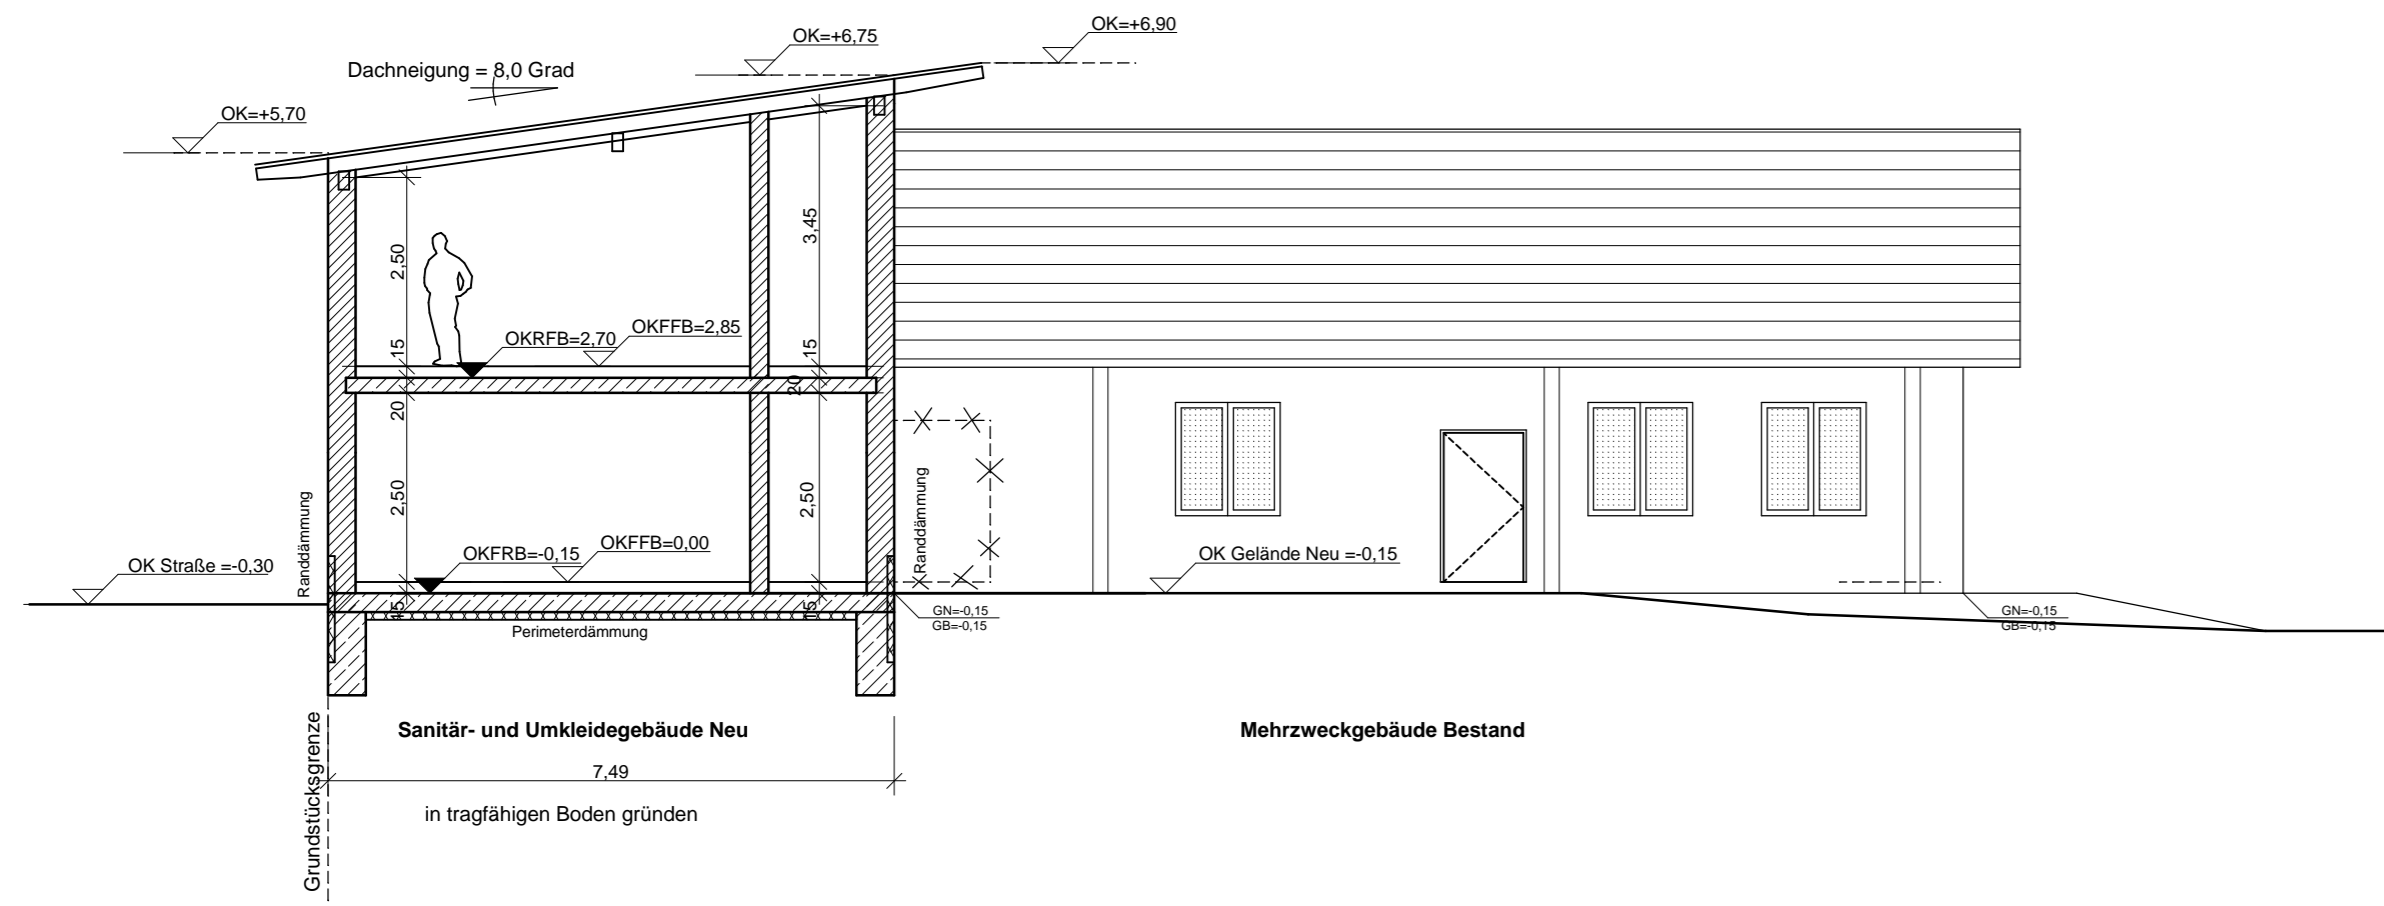 OK=+6,90
OK=+6,75
Dachneigung = 8,0 Grad
OK=+5,70
3,45
2,50
OKFFB=2,85
OKRFB=2,70
15
15
20
20
2,50
2,50
Randdämmung
Randdämmung
OKFFB=0,00
OKFRB=-0,15
OK Gelände Neu =-0,15
OK Straße =-0,30
15
15
GN=-0,15
GB=-0,15
GN=-0,15
GB=-0,15
Perimeterdämmung
Sanitär- und Umkleidegebäude Neu
Mehrzweckgebäude Bestand
Grundstücksgrenze
7,49
in tragfähigen Boden gründen